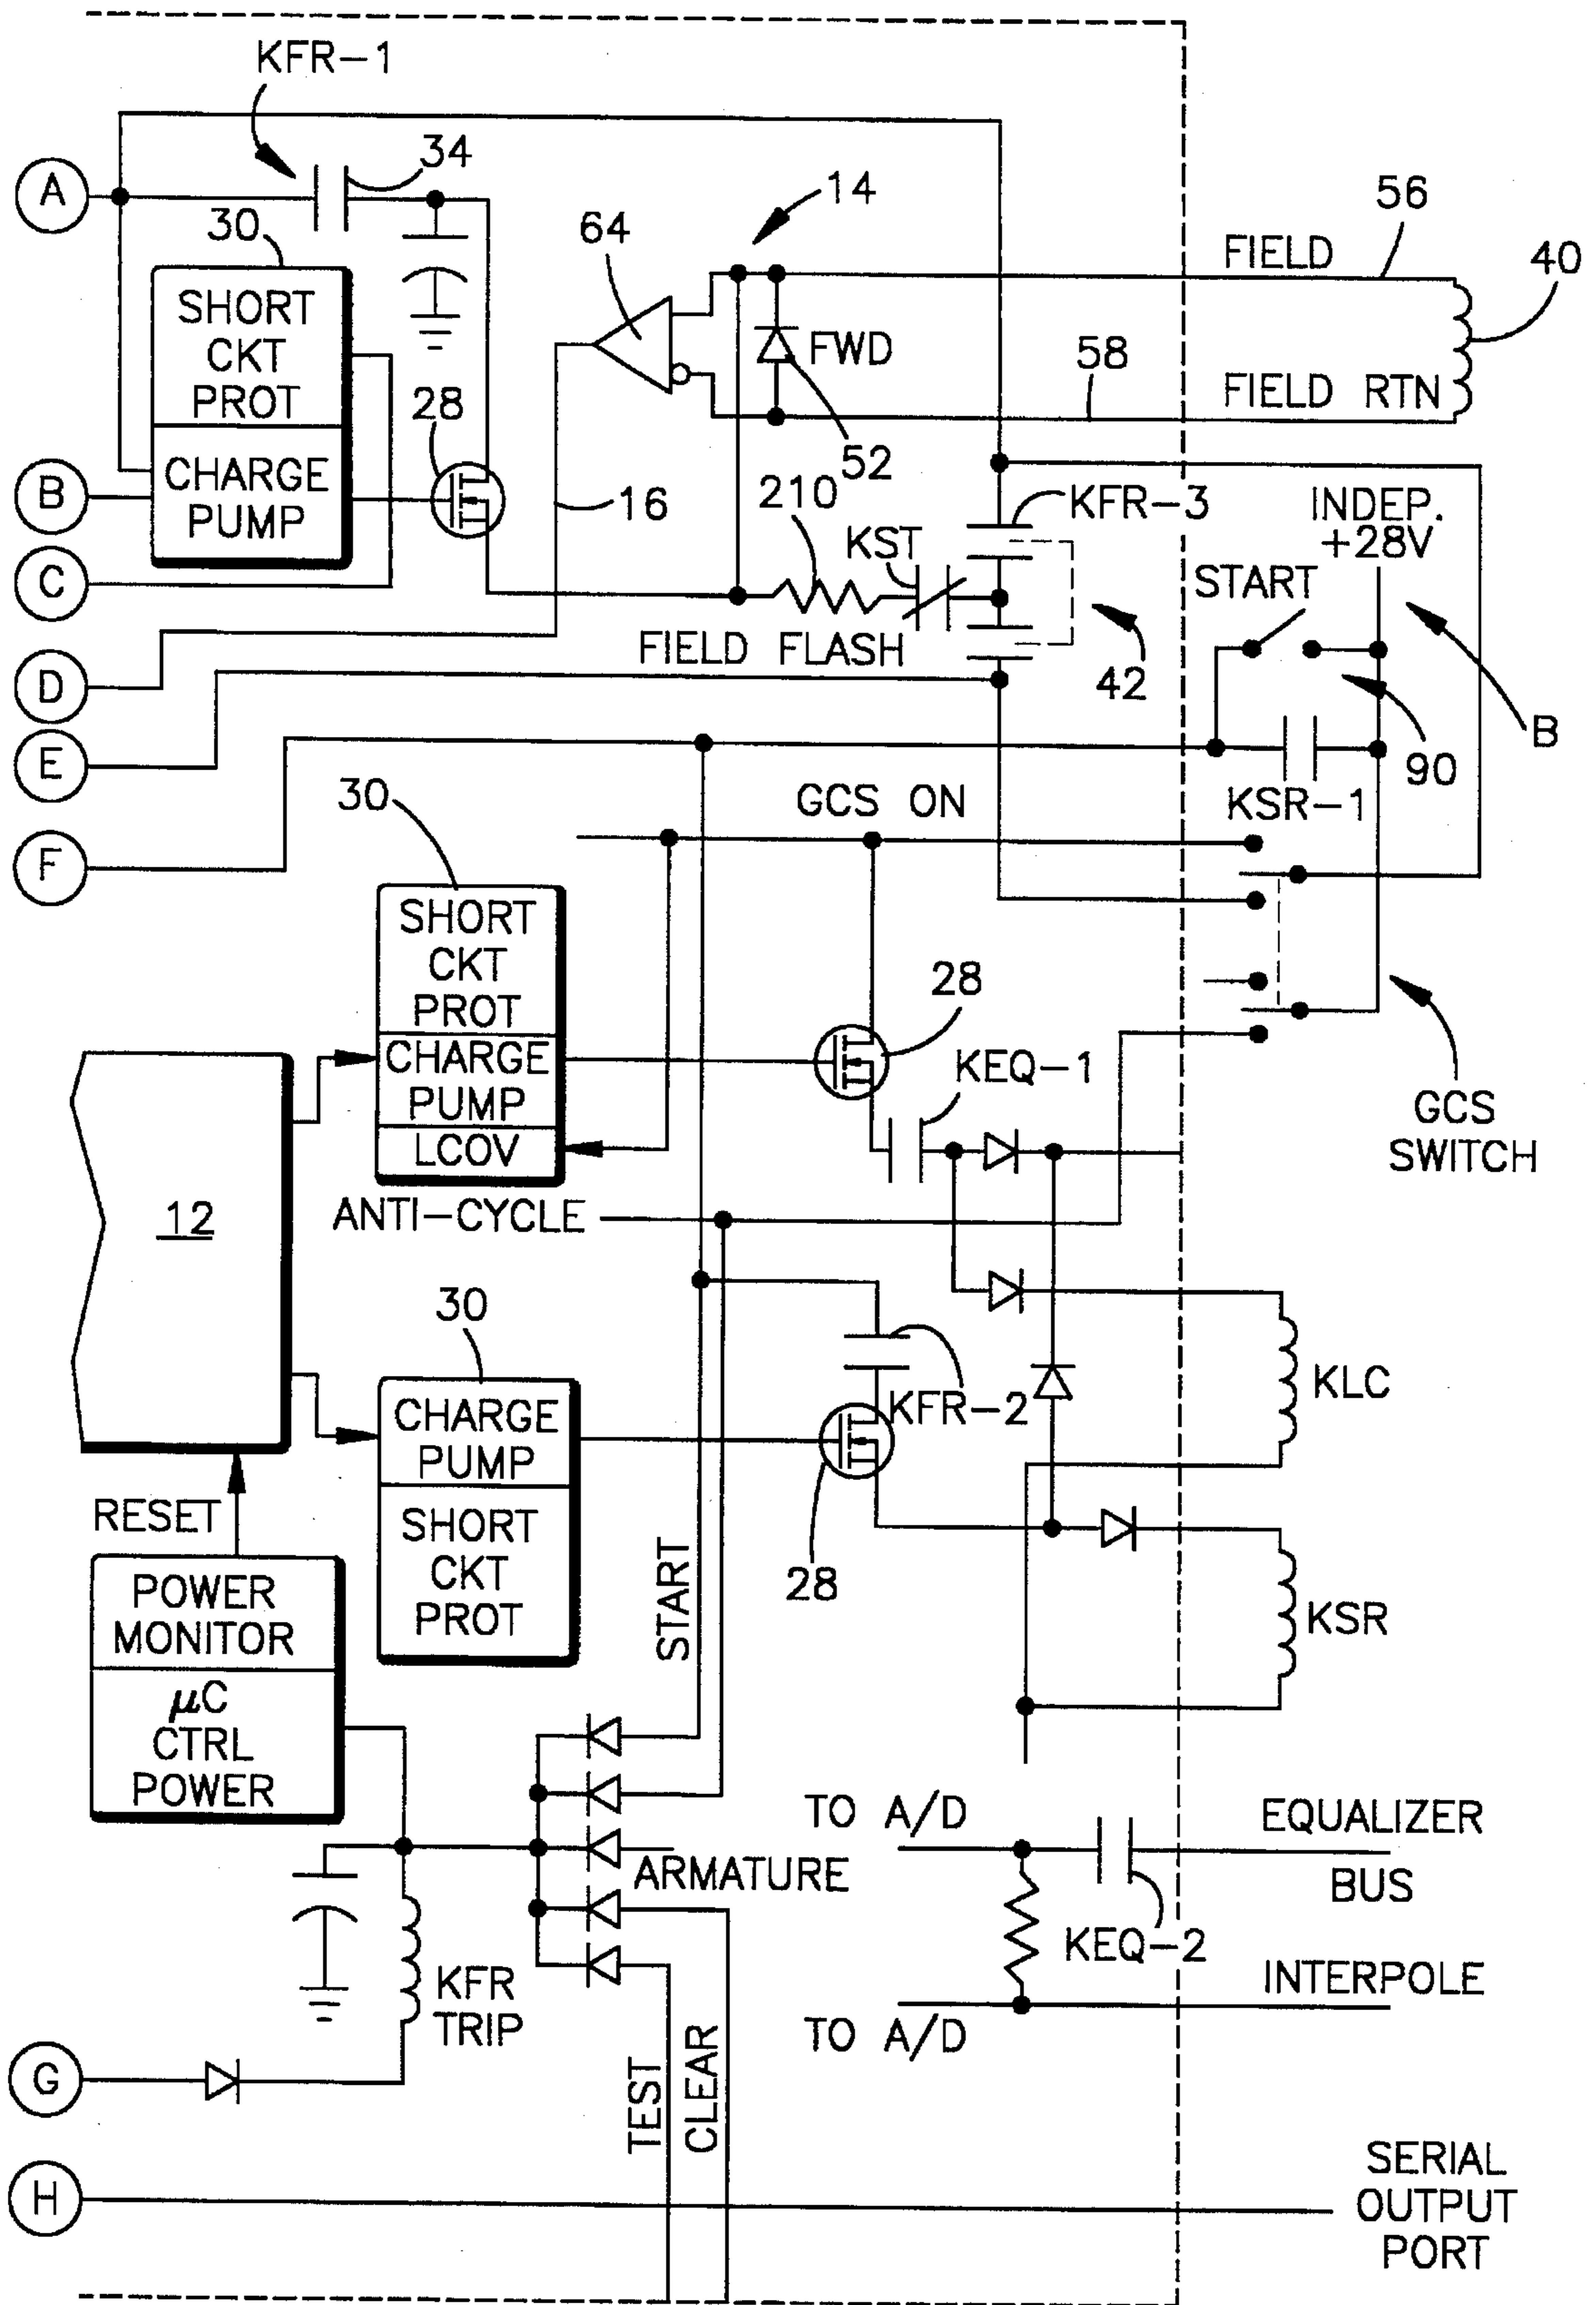 KFR-1
34
A
30
SHORT
CKT
PROT
CHARGE
PUMP
28
B
C
14
64
FWD
52
16
FIELD
56
40
58
FIELD RTN
KFR-3
210
KST
FIELD FLASH
42
INDEP.
+28V
START
90
B
D
E
F
KSR-1
GCS ON
30
SHORT
CKT
PROT
CHARGE
PUMP
LCOV
28
KEQ-1
GCS
SWITCH
12
ANTI-CYCLE
30
CHARGE
PUMP
SHORT
CKT
PROT
KFR-2
28
KLC
RESET
POWER
MONITOR
μC
CTRL
POWER
START
KSR
TO A/D
EQUALIZER
BUS
ARMATURE
KEQ-2
KFR
TRIP
INTERPOLE
TO A/D
G
TEST
CLEAR
H
SERIAL
OUTPUT
PORT